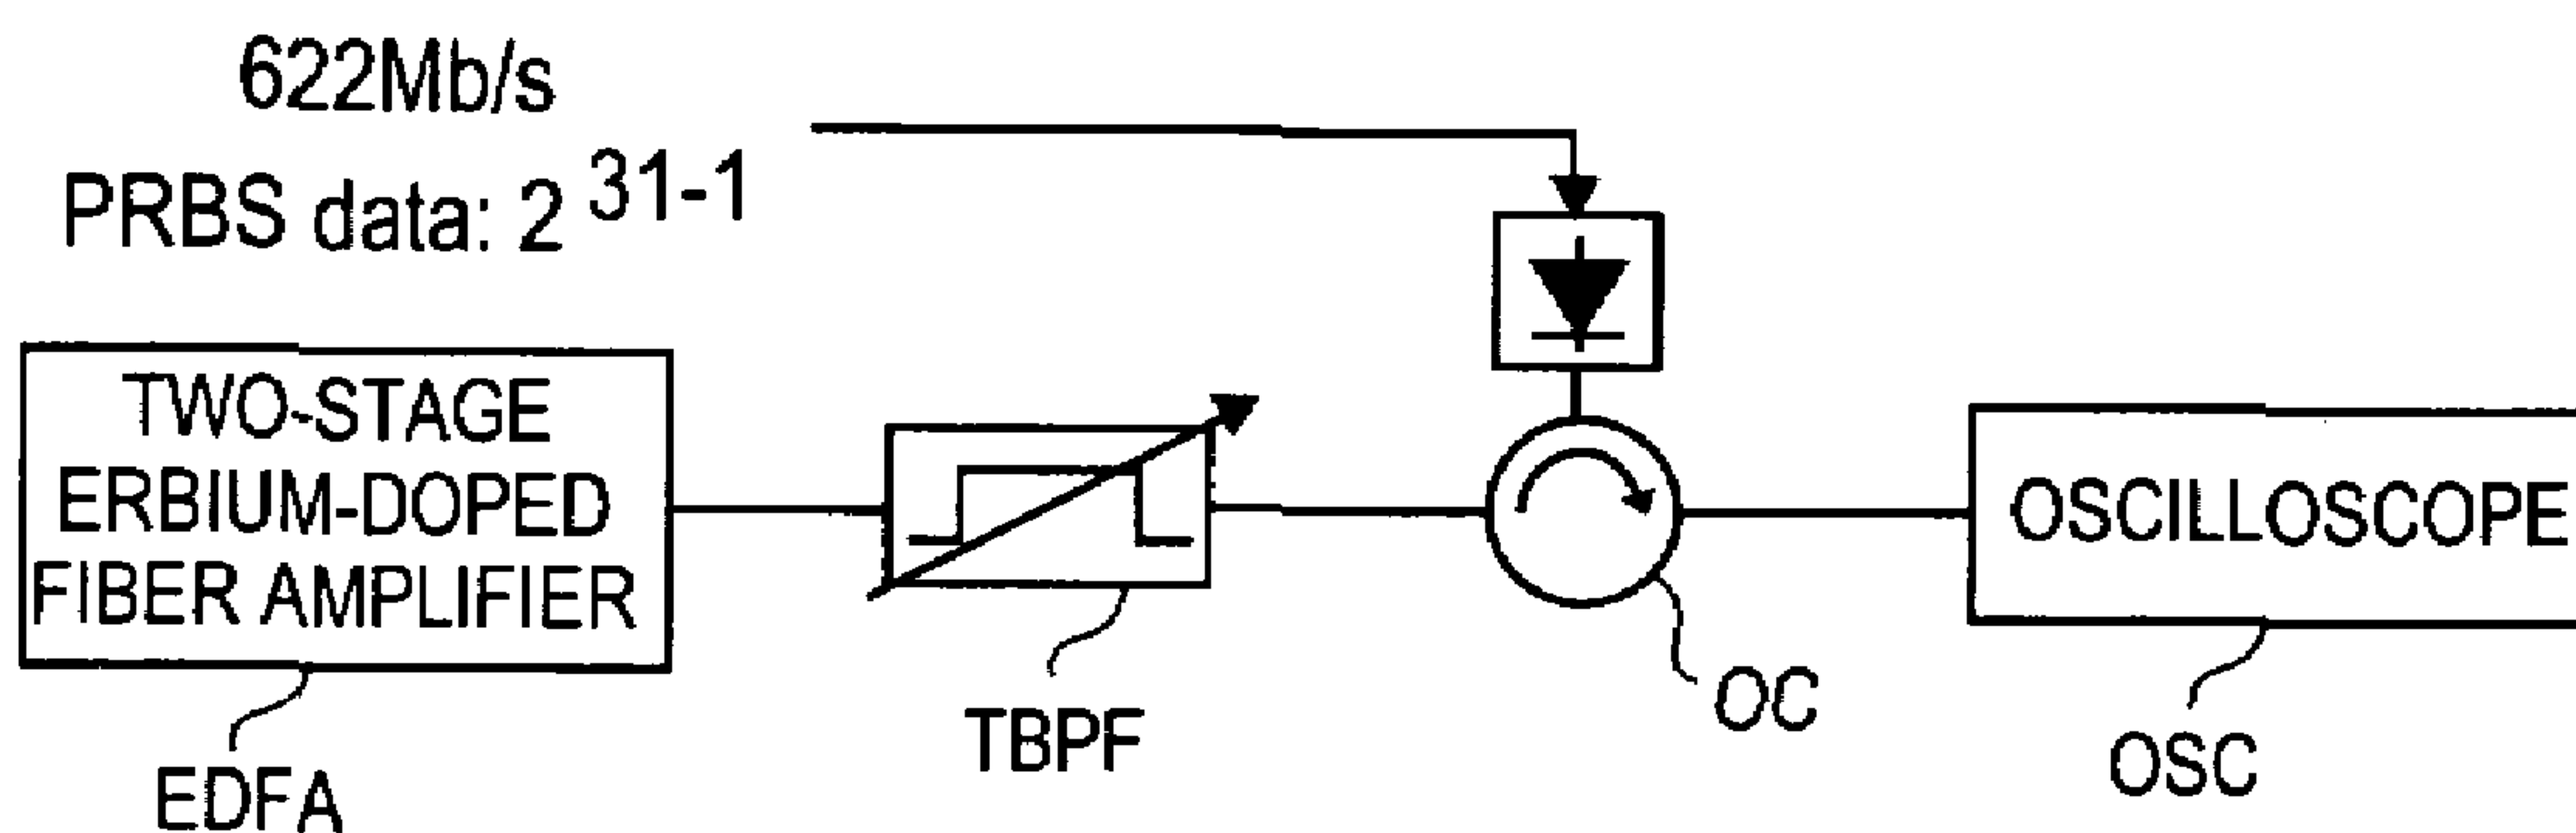 622Mb/s
PRBS data: 2 31-1
TWO-STAGE
ERBIUM-DOPED
FIBER AMPLIFIER
OSCILLOSCOPE
EDFA
TBPF
OC
OSC